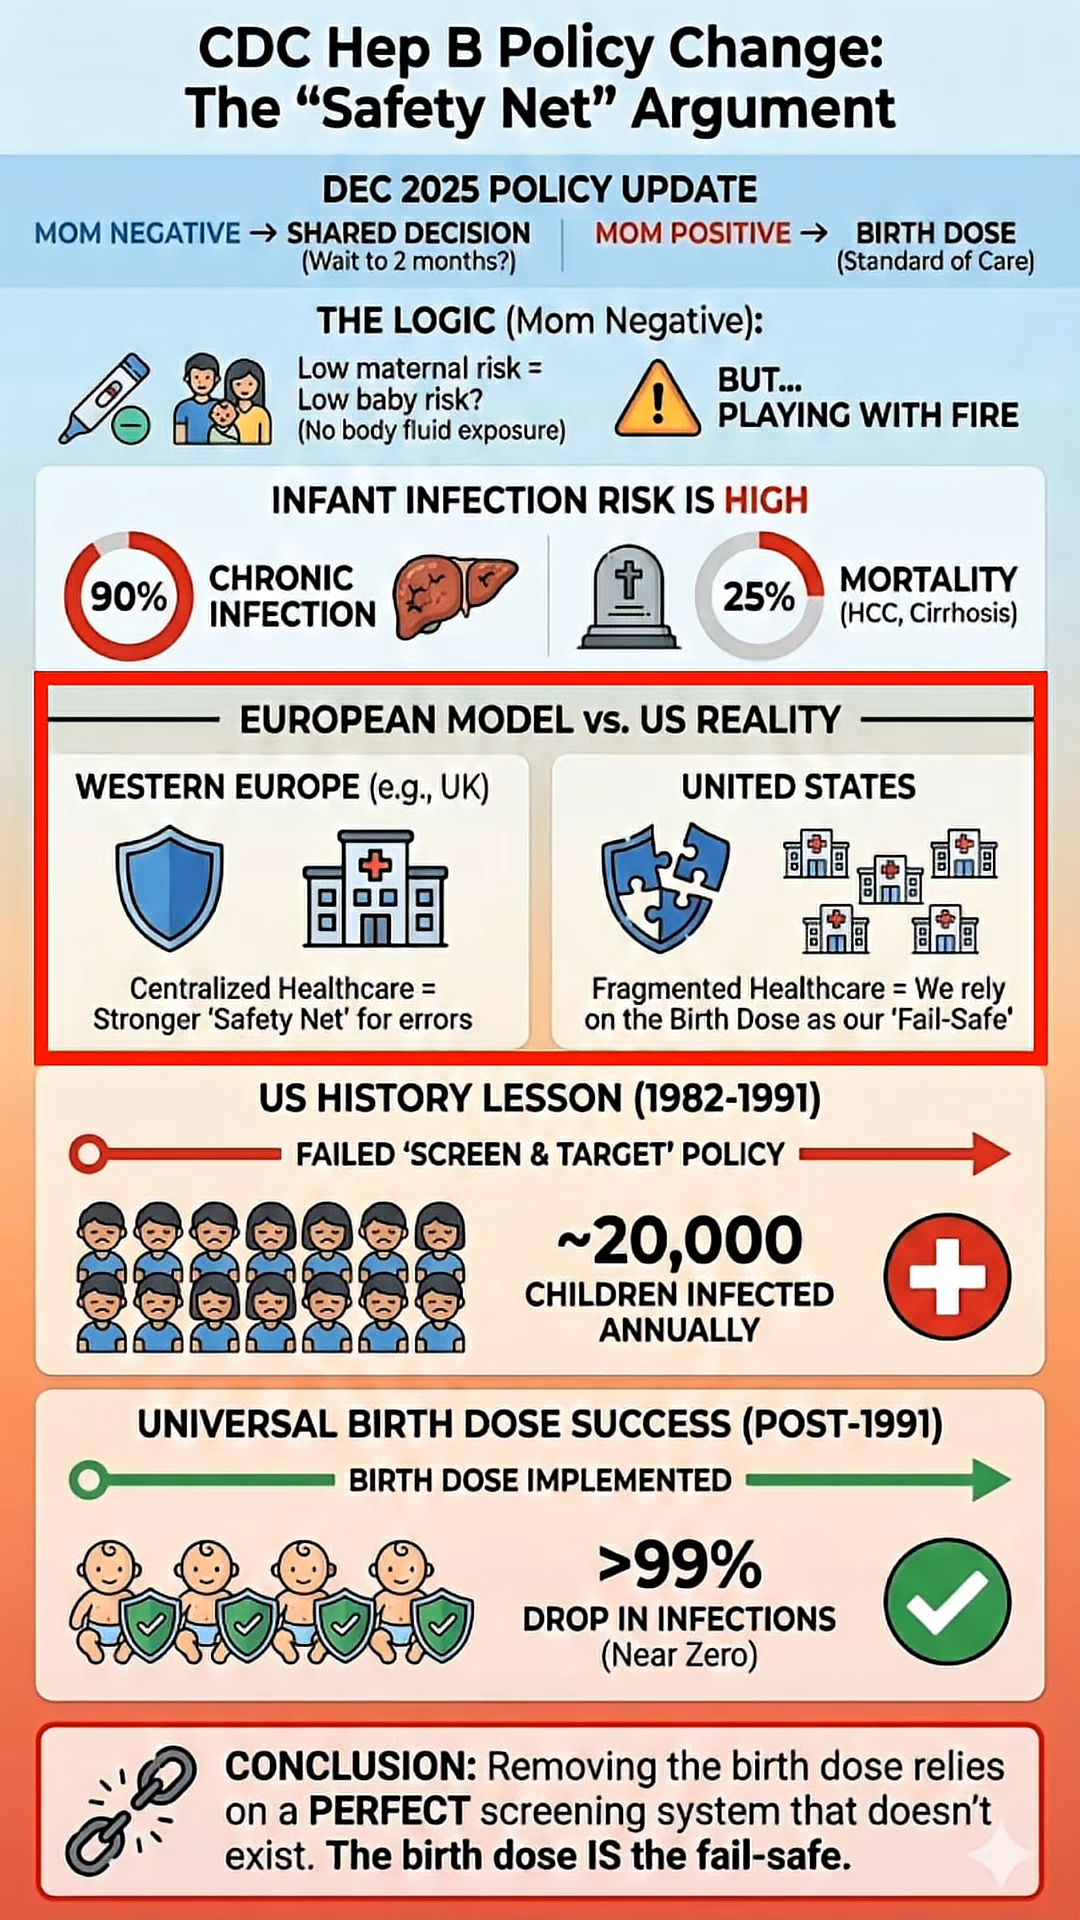 CDC Hep B Policy Change:
The “Safety Net” Argument
DEC 2025 POLICY UPDATE
MOM NEGATIVE → SHARED DECISION
(Wait to 2 months?)
MOM POSITIVE → BIRTH DOSE
(Standard of Care)
THE LOGIC (Mom Negative):
Low maternal risk =
Low baby risk?
(No body fluid exposure)
BUT...
PLAYING WITH FIRE
INFANT INFECTION RISK IS HIGH
90%
CHRONIC
INFECTION
25%
MORTALITY
(HCC, Cirrhosis)
EUROPEAN MODEL vs. US REALITY
WESTERN EUROPE (e.g., UK)
Centralized Healthcare =
Stronger ‘Safety Net’ for errors
UNITED STATES
Fragmented Healthcare = We rely
on the Birth Dose as our ‘Fail-Safe’
US HISTORY LESSON (1982-1991)
FAILED ‘SCREEN & TARGET’ POLICY
~20,000
CHILDREN INFECTED
ANNUALLY
UNIVERSAL BIRTH DOSE SUCCESS (POST-1991)
BIRTH DOSE IMPLEMENTED
>99%
DROP IN INFECTIONS
(Near Zero)
CONCLUSION: Removing the birth dose relies
on a PERFECT screening system that doesn’t
exist. The birth dose IS the fail-safe.